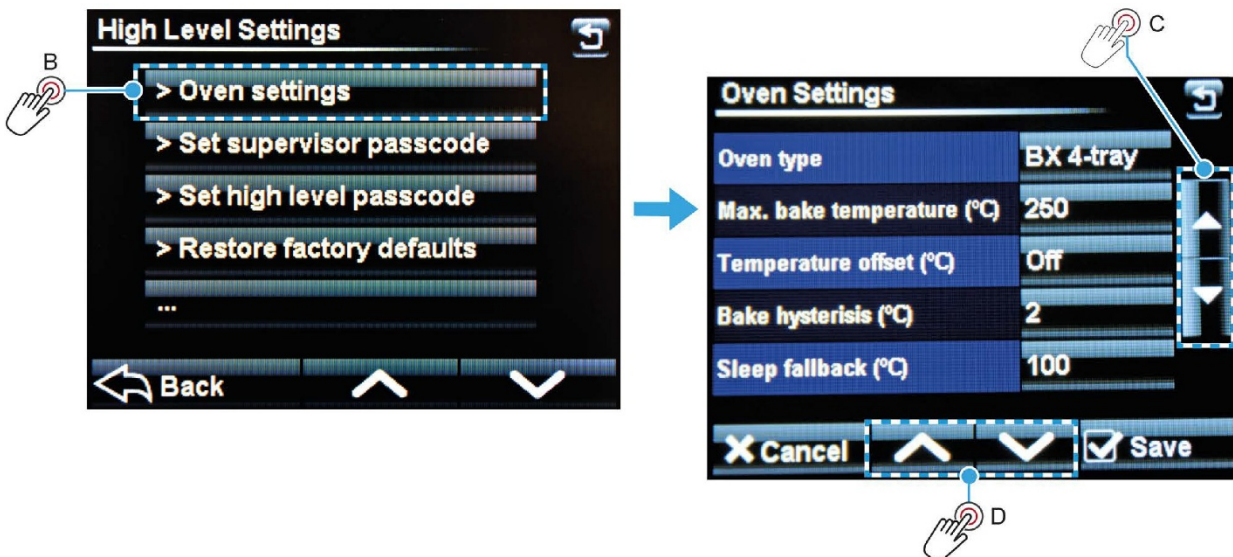 High Level Settings
B
> Oven settings
> Set supervisor passcode
> Set high level passcode
> Restore factory defaults
...
Back
C
Oven Settings
Oven type BX 4-tray
Max. bake temperature (ºC) 250
Temperature offset (ºC) Off
Bake hysterisis (ºC) 2
Sleep fallback (ºC) 100
Cancel Save
D